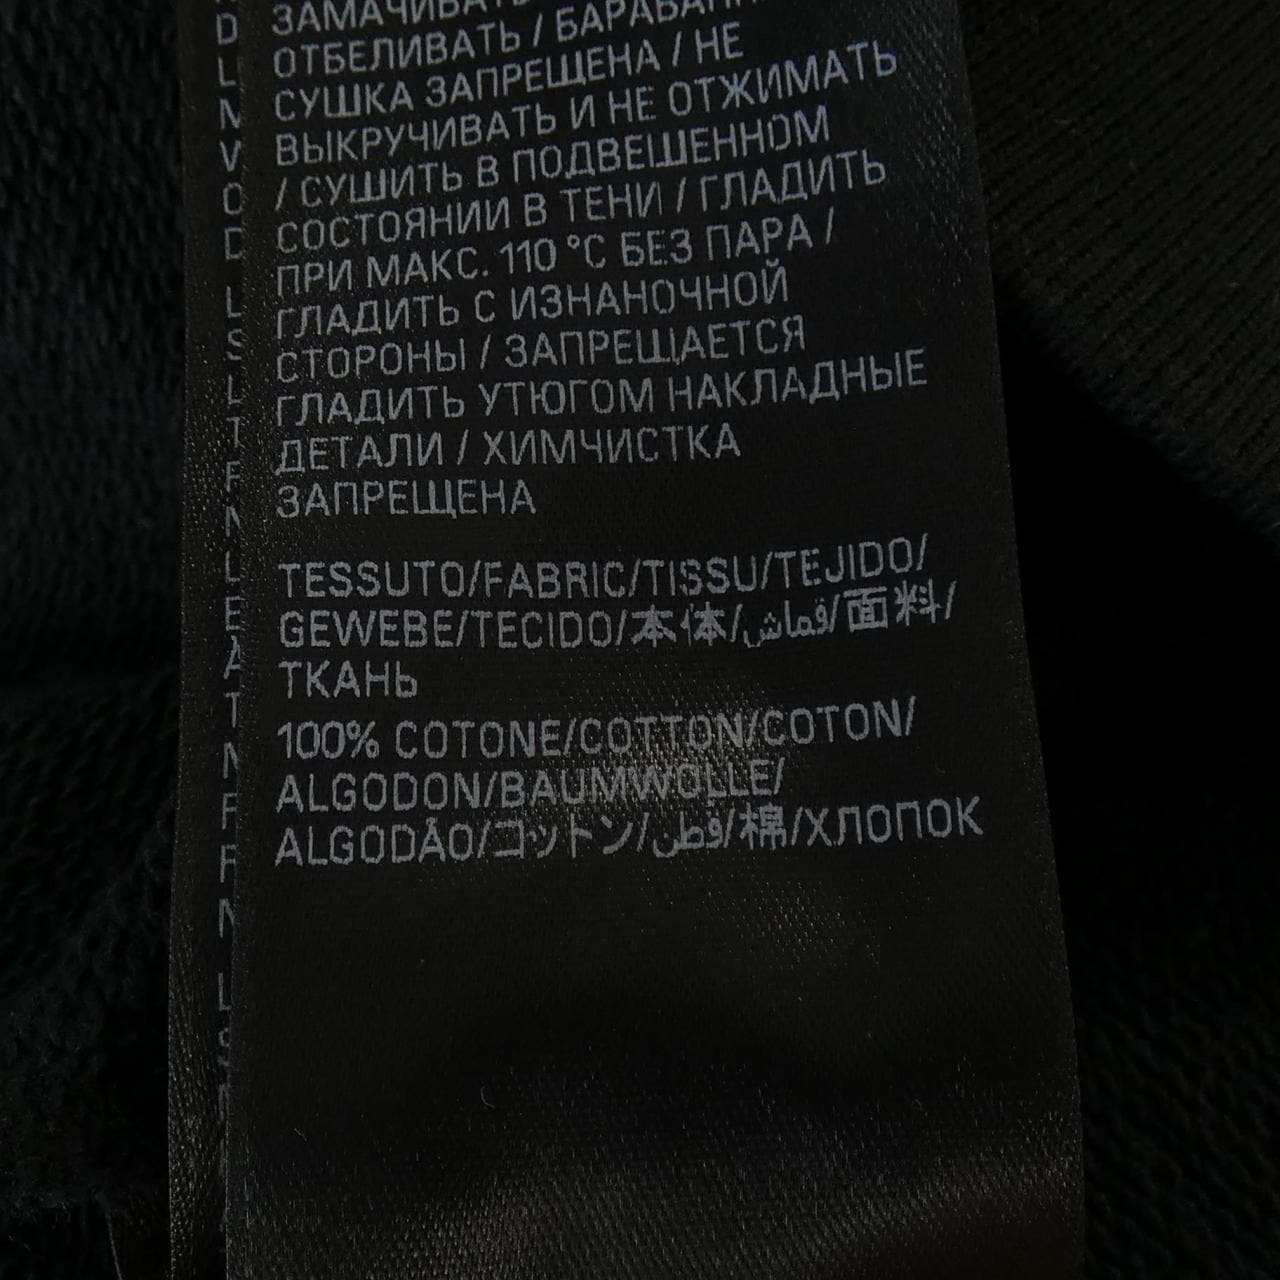 ЗАМАЧИВАТЬ
ОТБЕЛИВАТЬ / БАРАБАННАЯ
СУШКА ЗАПРЕЩЕНА / НЕ
ВЫКРУЧИВАТЬ И НЕ ОТЖИМАТЬ
/ СУШИТЬ В ПОДВЕШЕННОМ
СОСТОЯНИИ В ТЕНИ / ГЛАДИТЬ
ПРИ МАКС. 110 °C БЕЗ ПАРА /
ГЛАДИТЬ С ИЗНАНОЧНОЙ
СТОРОНЫ / ЗАПРЕЩАЕТСЯ
ГЛАДИТЬ УТЮГОМ НАКЛАДНЫЕ
ДЕТАЛИ / ХИМЧИСТКА
ЗАПРЕЩЕНА
TESSUTO/FABRIC/TISSU/TEJIDO/
GEWEBE/TECIDO/本体/قماش/面料/
ТКАНЬ
100% COTONE/COTTON/COTON/
ALGODON/BAUMWOLLE/
ALGODÃO/コットン/قطن/棉/ХЛОПОК